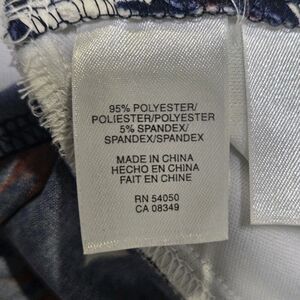 95% POLYESTER/
POLIESTER/POLYESTER
5% SPANDEX/
SPANDEX/SPANDEX
MADE IN CHINA
HECHO EN CHINA
FAIT EN CHINE
RN 54050
CA 08349